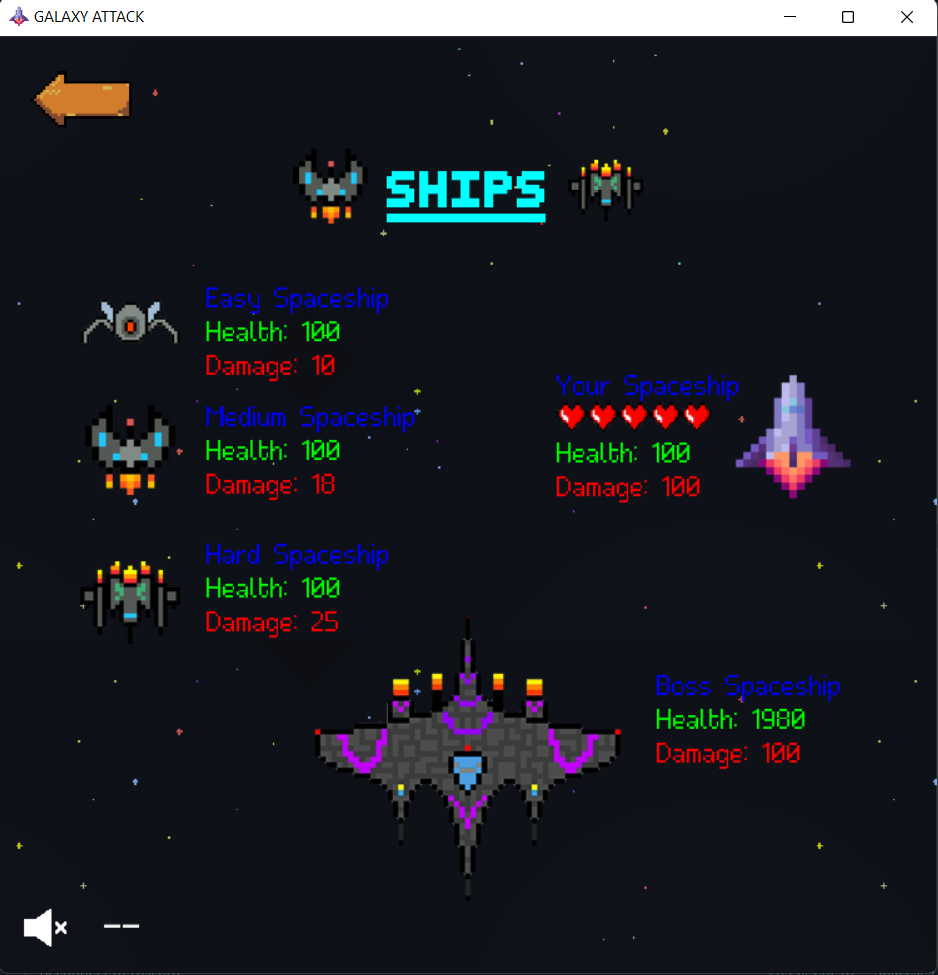 GALAXY ATTACK
SHIPS
Easy Spaceship
Health: 100
Damage: 10
Medium Spaceship
Health: 100
Damage: 18
Hard Spaceship
Health: 100
Damage: 25
Your Spaceship
Health: 100
Damage: 100
Boss Spaceship
Health: 1980
Damage: 100
--